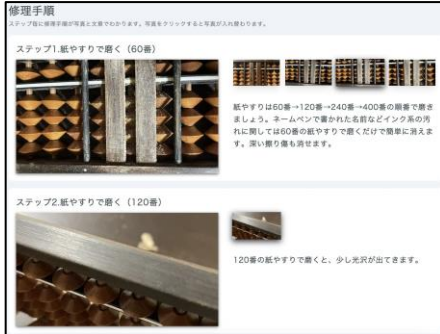 修理手順
ステップ毎に修理手順が写真と文章でわかります。写真をクリックすると写真が入れ替わります。
ステップ1.紙やすりで磨く（60番）
紙やすりは60番→120番→240番→400番の順番で磨き
ましょう。ネームペンで書かれた名前などインク系の汚
れに関しては60番の紙やすりで磨くだけで簡単に消えま
す。深い擦り傷も消せます。
ステップ2.紙やすりで磨く（120番）
120番の紙やすりで磨くと、少し光沢が出てきます。